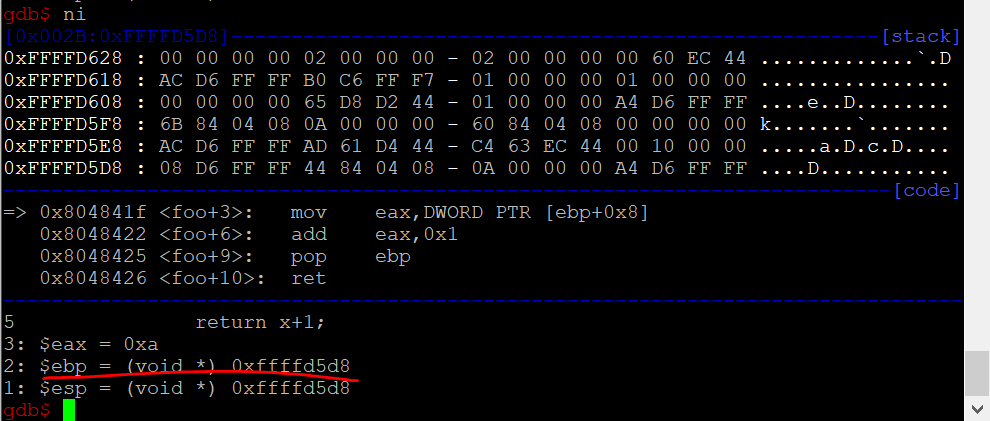 gdb$ ni
[0x002B:0xFFFFD5D8]------------------------------------------------------[stack]
0xFFFFD628 : 00 00 00 00 02 00 00 00 - 02 00 00 00 00 60 EC 44 .............`.D
0xFFFFD618 : AC D6 FF FF B0 C6 FF F7 - 01 00 00 00 01 00 00 00 ................
0xFFFFD608 : 00 00 00 00 65 D8 D2 44 - 01 00 00 00 A4 D6 FF FF ....e..D........
0xFFFFD5F8 : 6B 84 04 08 0A 00 00 00 - 60 84 04 08 00 00 00 00 k.......`.......
0xFFFFD5E8 : AC D6 FF FF AD 61 D4 44 - C4 63 EC 44 00 10 00 00 .....a.D.c.D....
0xFFFFD5D8 : 08 D6 FF FF 44 84 04 08 - 0A 00 00 00 A4 D6 FF FF ....D...........
--------------------------------------------------------------------------[code]
=> 0x804841f <foo+3>:   mov    eax,DWORD PTR [ebp+0x8]
   0x8048422 <foo+6>:   add    eax,0x1
   0x8048425 <foo+9>:   pop    ebp
   0x8048426 <foo+10>:  ret
--------------------------------------------------------------------------------
5               return x+1;
3: $eax = 0xa
2: $ebp = (void *) 0xffffd5d8
1: $esp = (void *) 0xffffd5d8
gdb$